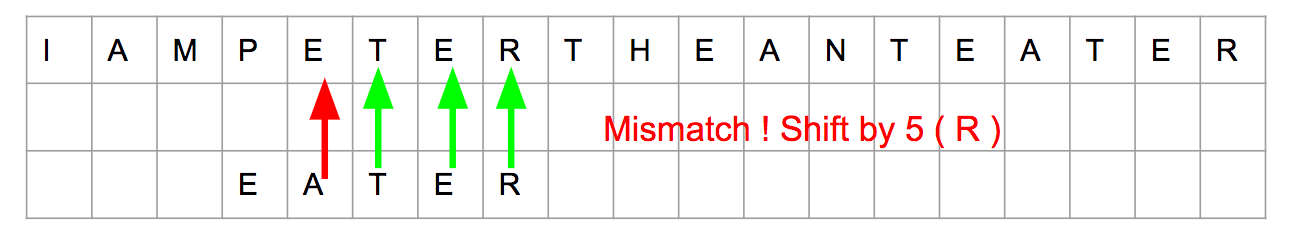 I A M P E T E R T H E A N T E A T E R
Mismatch ! Shift by 5 ( R )
E A T E R